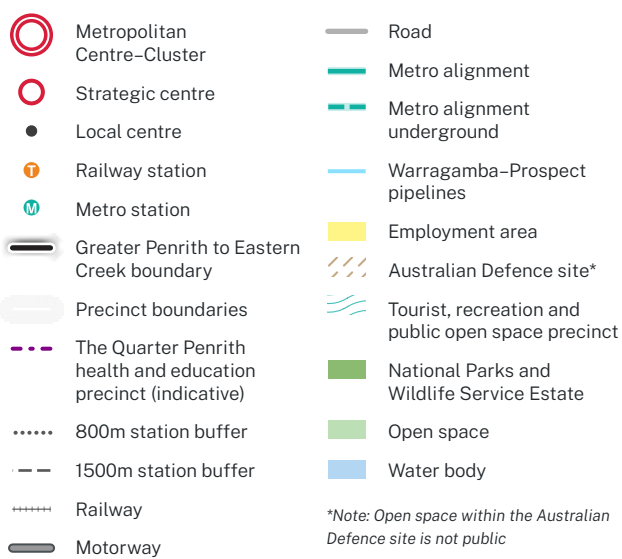 Metropolitan
Centre–Cluster
Strategic centre
Local centre
T
Railway station
M
Metro station
Greater Penrith to Eastern
Creek boundary
Precinct boundaries
The Quarter Penrith
health and education
precinct (indicative)
800m station buffer
1500m station buffer
Railway
Motorway
Road
Metro alignment
Metro alignment
underground
Warragamba–Prospect
pipelines
Employment area
Australian Defence site*
Tourist, recreation and
public open space precinct
National Parks and
Wildlife Service Estate
Open space
Water body
*Note: Open space within the Australian
Defence site is not public